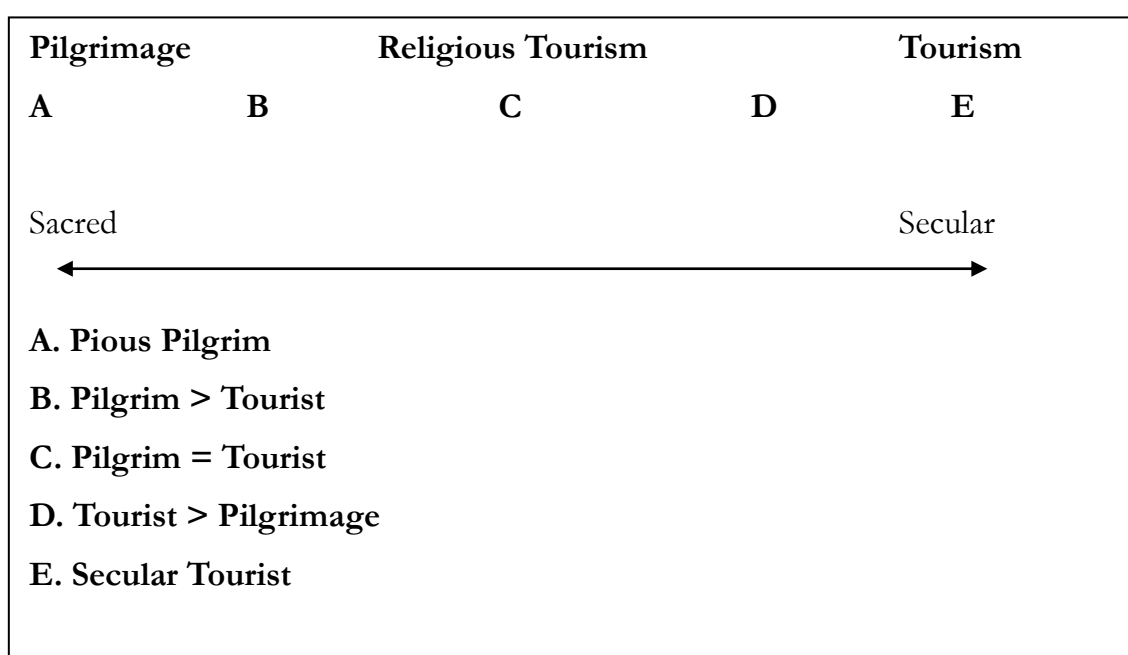 Pilgrimage Religious Tourism Tourism
A B C D E
Sacred Secular
A. Pious Pilgrim
B. Pilgrim > Tourist
C. Pilgrim = Tourist
D. Tourist > Pilgrimage
E. Secular Tourist